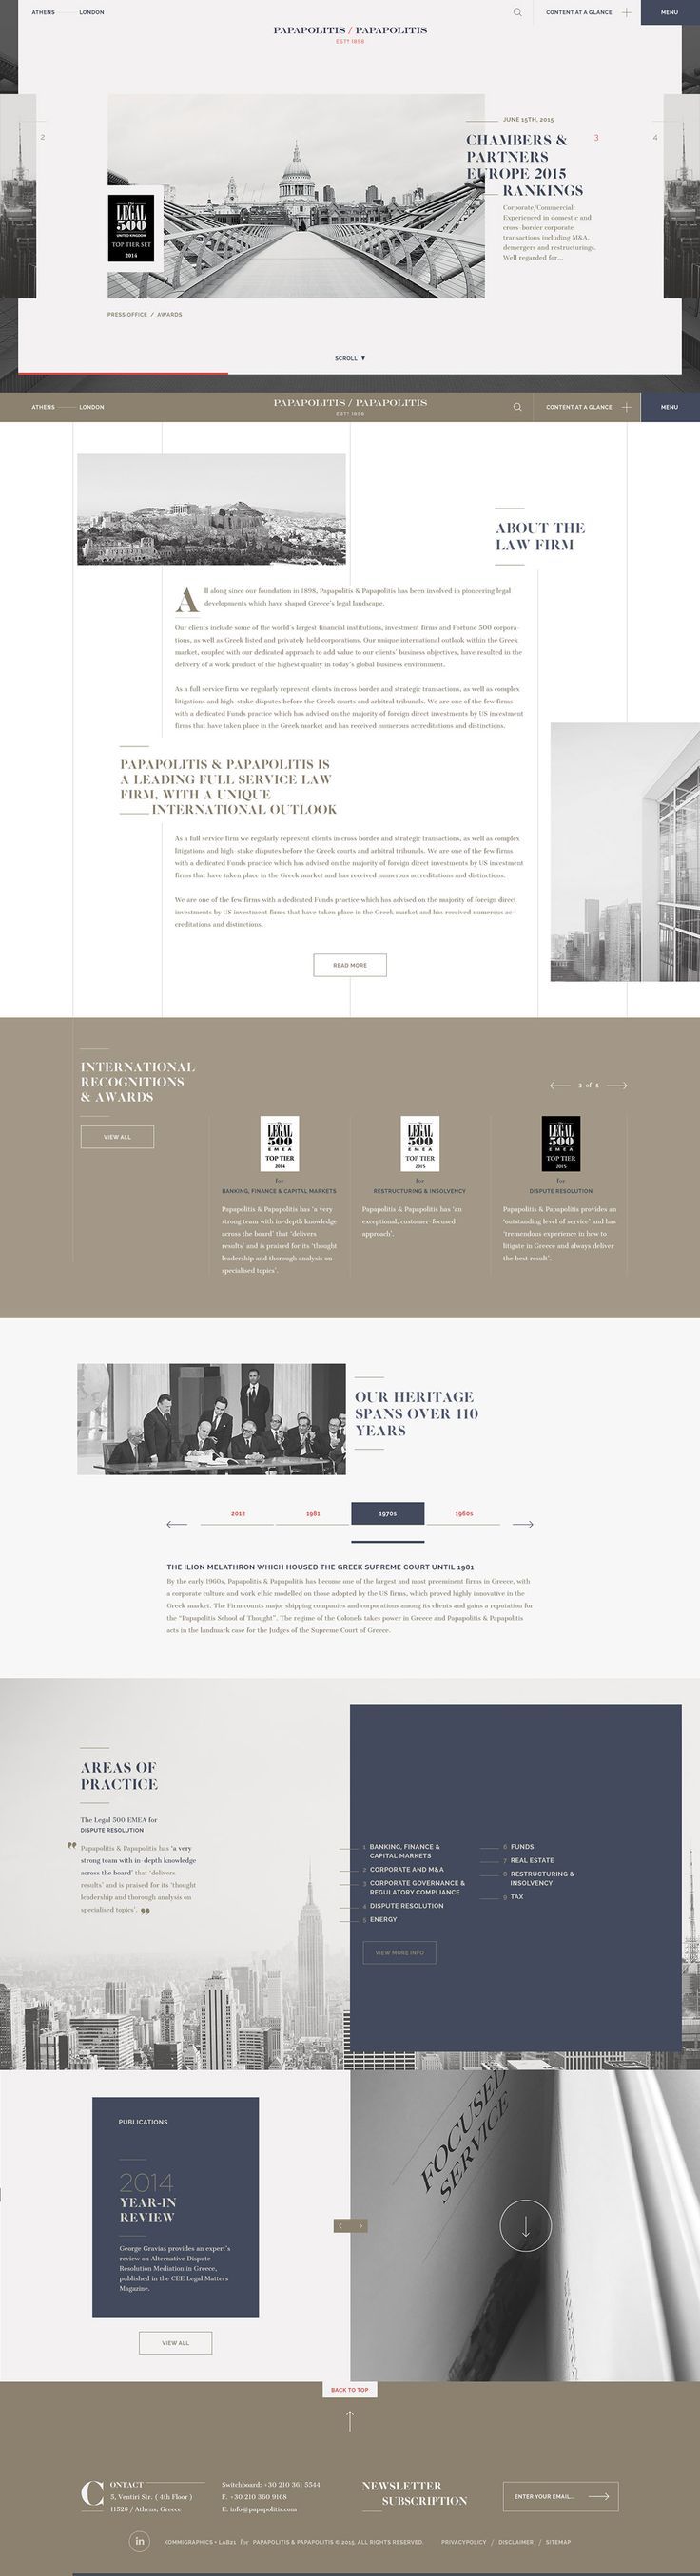 ATHENS LONDON
CONTENT AT A GLANCE
MENU
PAPAPOLITIS / PAPAPOLITIS
ESTD 1898
2
JUNE 15TH, 2015
CHAMBERS &
PARTNERS
EUROPE 2015
RANKINGS
3
4
The
LEGAL
500
UNITED KINGDOM
TOP TIER SET
2014
Corporate/Commercial:
Experienced in domestic and
cross-border corporate
transactions including M&A,
demergers and restructurings.
Well regarded for...
PRESS OFFICE / AWARDS
SCROLL
ATHENS LONDON
PAPAPOLITIS / PAPAPOLITIS
ESTD 1898
CONTENT AT A GLANCE
MENU
ABOUT THE
LAW FIRM
All along since our foundation in 1898, Papapolitis & Papapolitis has been involved in pioneering legal
developments which have shaped Greece's legal landscape.
Our clients include some of the world's largest financial institutions, investment firms and Fortune 500 corpora-
tions, as well as Greek listed and privately held corporations. Our unique international outlook within the Greek
market, coupled with our dedicated approach to add value to our clients' business objectives, have resulted in the
delivery of a work product of the highest quality in today's global business environment.
As a full service firm we regularly represent clients in cross border and strategic transactions, as well as complex
litigations and high-stake disputes before the Greek courts and arbitral tribunals. We are one of the few firms
with a dedicated Funds practice which has advised on the majority of foreign direct investments by US investment
firms that have taken place in the Greek market and has received numerous accreditations and distinctions.
PAPAPOLITIS & PAPAPOLITIS IS
A LEADING FULL SERVICE LAW
FIRM, WITH A UNIQUE
INTERNATIONAL OUTLOOK
As a full service firm we regularly represent clients in cross border and strategic transactions, as well as complex
litigations and high-stake disputes before the Greek courts and arbitral tribunals. We are one of the few firms
with a dedicated Funds practice which has advised on the majority of foreign direct investments by US investment
firms that have taken place in the Greek market and has received numerous accreditations and distinctions.
We are one of the few firms with a dedicated Funds practice which has advised on the majority of foreign direct
investments by US investment firms that have taken place in the Greek market and has received numerous ac-
creditations and distinctions.
READ MORE
INTERNATIONAL
RECOGNITIONS
& AWARDS
VIEW ALL
2 of 5
The
LEGAL
500
EMEA
TOP TIER
2014
for
BANKING, FINANCE & CAPITAL MARKETS
Papapolitis & Papapolitis has 'a very
strong team with in-depth knowledge
across the board' that 'delivers
results' and is praised for its 'thought
leadership and thorough analysis on
specialised topics'.
The
LEGAL
500
EMEA
TOP TIER
2015
for
RESTRUCTURING & INSOLVENCY
Papapolitis & Papapolitis has 'an
exceptional, customer-focused
approach'.
The
LEGAL
500
EMEA
TOP TIER
2015
for
DISPUTE RESOLUTION
Papapolitis & Papapolitis provides an
'outstanding level of service' and has
'tremendous experience in how to
litigate in Greece and always deliver
the best result'.
OUR HERITAGE
SPANS OVER 110
YEARS
2012
1981
1970s
1960s
THE ILION MELATHRON WHICH HOUSED THE GREEK SUPREME COURT UNTIL 1981
By the early 1960s, Papapolitis & Papapolitis has become one of the largest and most preeminent firms in Greece, with
a corporate culture and work ethic modelled on those adopted by the US firms, which proved highly innovative in the
Greek market. The Firm counts major shipping companies and corporations among its clients and gains a reputation for
the "Papapolitis School of Thought". The regime of the Colonels takes power in Greece and Papapolitis & Papapolitis
acts in the landmark case for the Judges of the Supreme Court of Greece.
AREAS OF
PRACTICE
The Legal 500 EMEA for
DISPUTE RESOLUTION
Papapolitis & Papapolitis has 'a very
strong team with in-depth knowledge
across the board' that 'delivers
results' and is praised for its 'thought
leadership and thorough analysis on
specialised topics'.
1 BANKING, FINANCE &
CAPITAL MARKETS
2 CORPORATE AND M&A
3 CORPORATE GOVERNANCE &
REGULATORY COMPLIANCE
4 DISPUTE RESOLUTION
5 ENERGY
6 FUNDS
7 REAL ESTATE
8 RESTRUCTURING &
INSOLVENCY
9 TAX
VIEW MORE INFO
PUBLICATIONS
2014
YEAR-IN
REVIEW
George Gravias provides an expert's
review on Alternative Dispute
Resolution Mediation in Greece,
published in the CEE Legal Matters
Magazine.
VIEW ALL
FOCUSED
SERVICE
BACK TO TOP
CONTACT
5, Ventiri Str. ( 4th Floor )
11528 / Athens, Greece
Switchboard: +30 210 361 5544
F. +30 210 360 9168
E. info@papapolitis.com
NEWSLETTER
SUBSCRIPTION
ENTER YOUR EMAIL...
in
KOMMIGRAPHICS + LAB21 for PAPAPOLITIS & PAPAPOLITIS © 2015. ALL RIGHTS RESERVED.
PRIVACYPOLICY / DISCLAIMER / SITEMAP